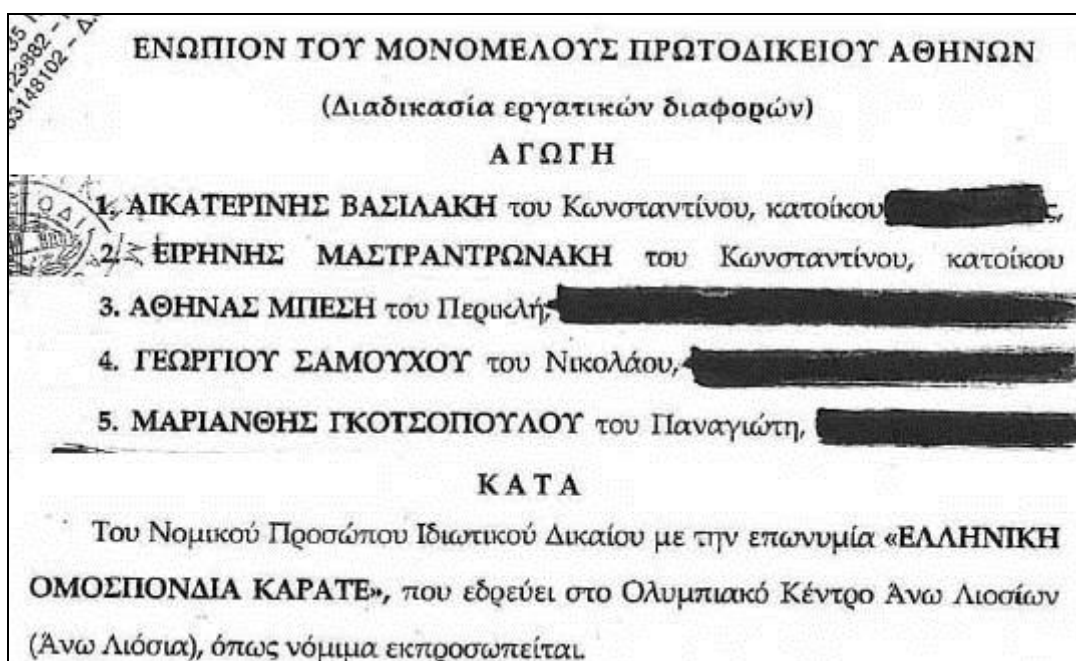 35
123882 –
33148102 – Δ.
ΕΝΩΠΙΟΝ ΤΟΥ ΜΟΝΟΜΕΛΟΥΣ ΠΡΩΤΟΔΙΚΕΙΟΥ ΑΘΗΝΩΝ
(Διαδικασία εργατικών διαφορών)
ΑΓΩΓΗ
1. ΑΙΚΑΤΕΡΙΝΗΣ ΒΑΣΙΛΑΚΗ του Κωνσταντίνου, κατοίκου ς,
2. ΕΙΡΗΝΗΣ ΜΑΣΤΡΑΝΤΡΩΝΑΚΗ του Κωνσταντίνου, κατοίκου
3. ΑΘΗΝΑΣ ΜΠΕΣΗ του Περικλή,
4. ΓΕΩΡΓΙΟΥ ΣΑΜΟΥΧΟΥ του Νικολάου,
5. ΜΑΡΙΑΝΘΗΣ ΓΚΟΤΣΟΠΟΥΛΟΥ του Παναγιώτη,
ΚΑΤΑ
Του Νομικού Προσώπου Ιδιωτικού Δικαίου με την επωνυμία «ΕΛΛΗΝΙΚΗ
ΟΜΟΣΠΟΝΔΙΑ ΚΑΡΑΤΕ», που εδρεύει στο Ολυμπιακό Κέντρο Άνω Λιοσίων
(Άνω Λιόσια), όπως νόμιμα εκπροσωπείται.